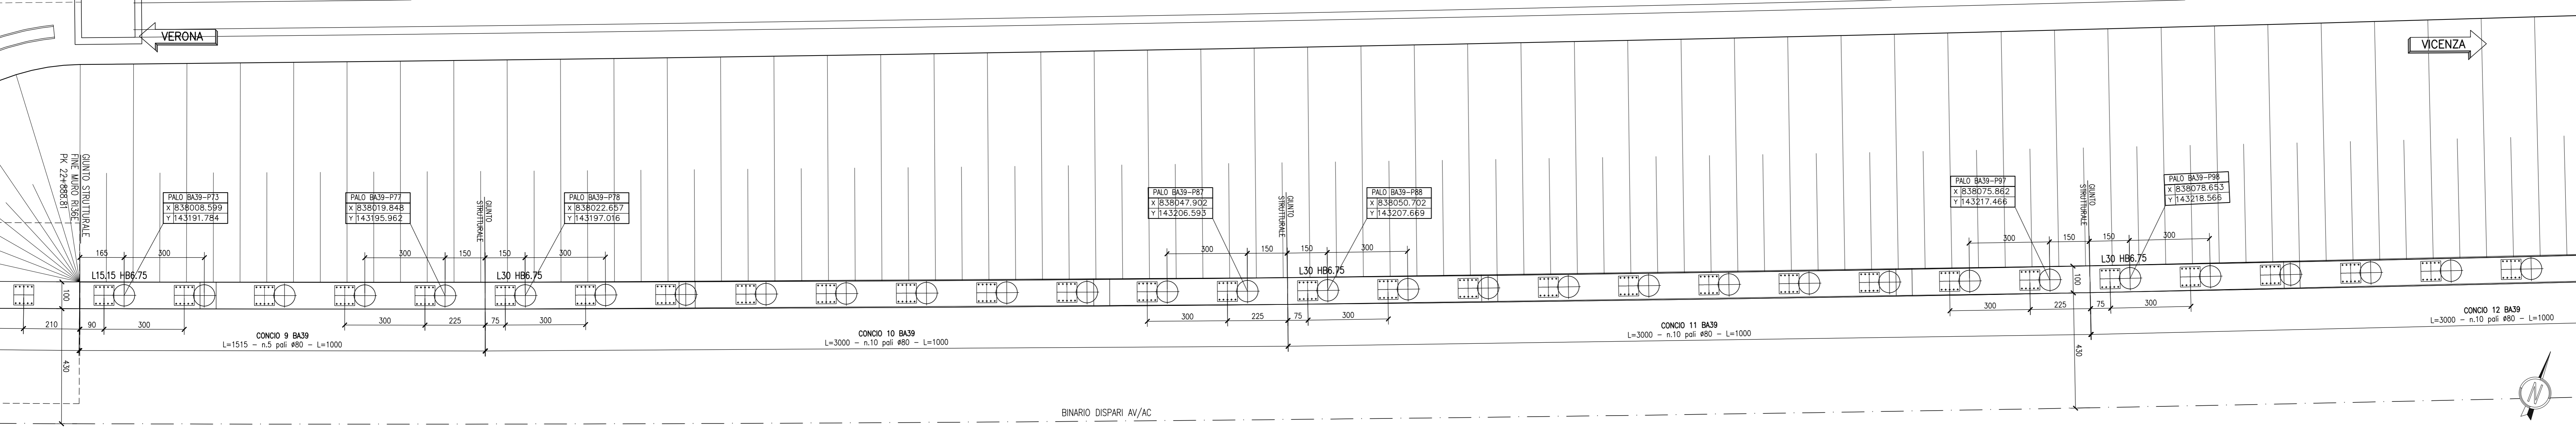 VERONA
VICENZA
GIUNTO STRUTTURALE
FINE MURO RI36E
PK 22+888.81
PALO BA39-P73
X 838008.599
Y 143191.784
PALO BA39-P77
X 838019.848
Y 143195.962
GIUNTO
STRUTTURALE
PALO BA39-P78
X 838022.657
Y 143197.016
PALO BA39-P87
X 838047.902
Y 143206.593
GIUNTO
STRUTTURALE
PALO BA39-P88
X 838050.702
Y 143207.669
PALO BA39-P97
X 838075.862
Y 143217.466
GIUNTO
STRUTTURALE
PALO BA39-P98
X 838078.653
Y 143218.566
165 300 300 150 150 300 300 150 150 300 300 150 150 300
L15,15 HB6.75
L30 HB6.75
L30 HB6.75
L30 HB6.75
100
100
210 90 300 300 225 75 300 300 225 75 300 300 225 75 300
CONCIO 9 BA39
L=1515 – n.5 pali ø80 – L=1000
CONCIO 10 BA39
L=3000 – n.10 pali ø80 – L=1000
CONCIO 11 BA39
L=3000 – n.10 pali ø80 – L=1000
CONCIO 12 BA39
L=3000 – n.10 pali ø80 – L=1000
430
430
BINARIO DISPARI AV/AC
N